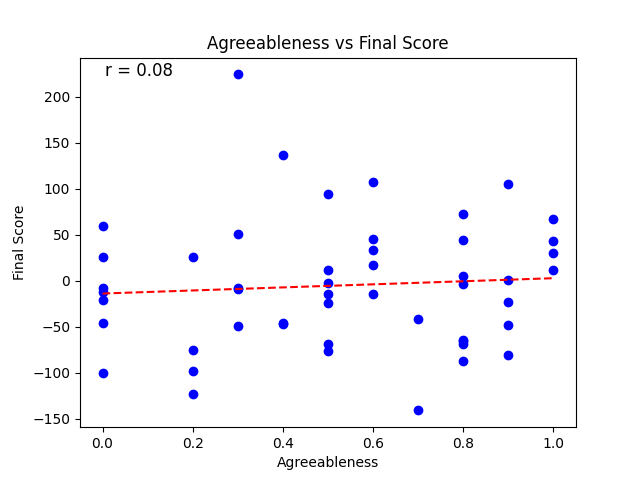 Agreeableness vs Final Score
r = 0.08
Final Score
200
150
100
50
0
−50
−100
−150
0.0 0.2 0.4 0.6 0.8 1.0
Agreeableness